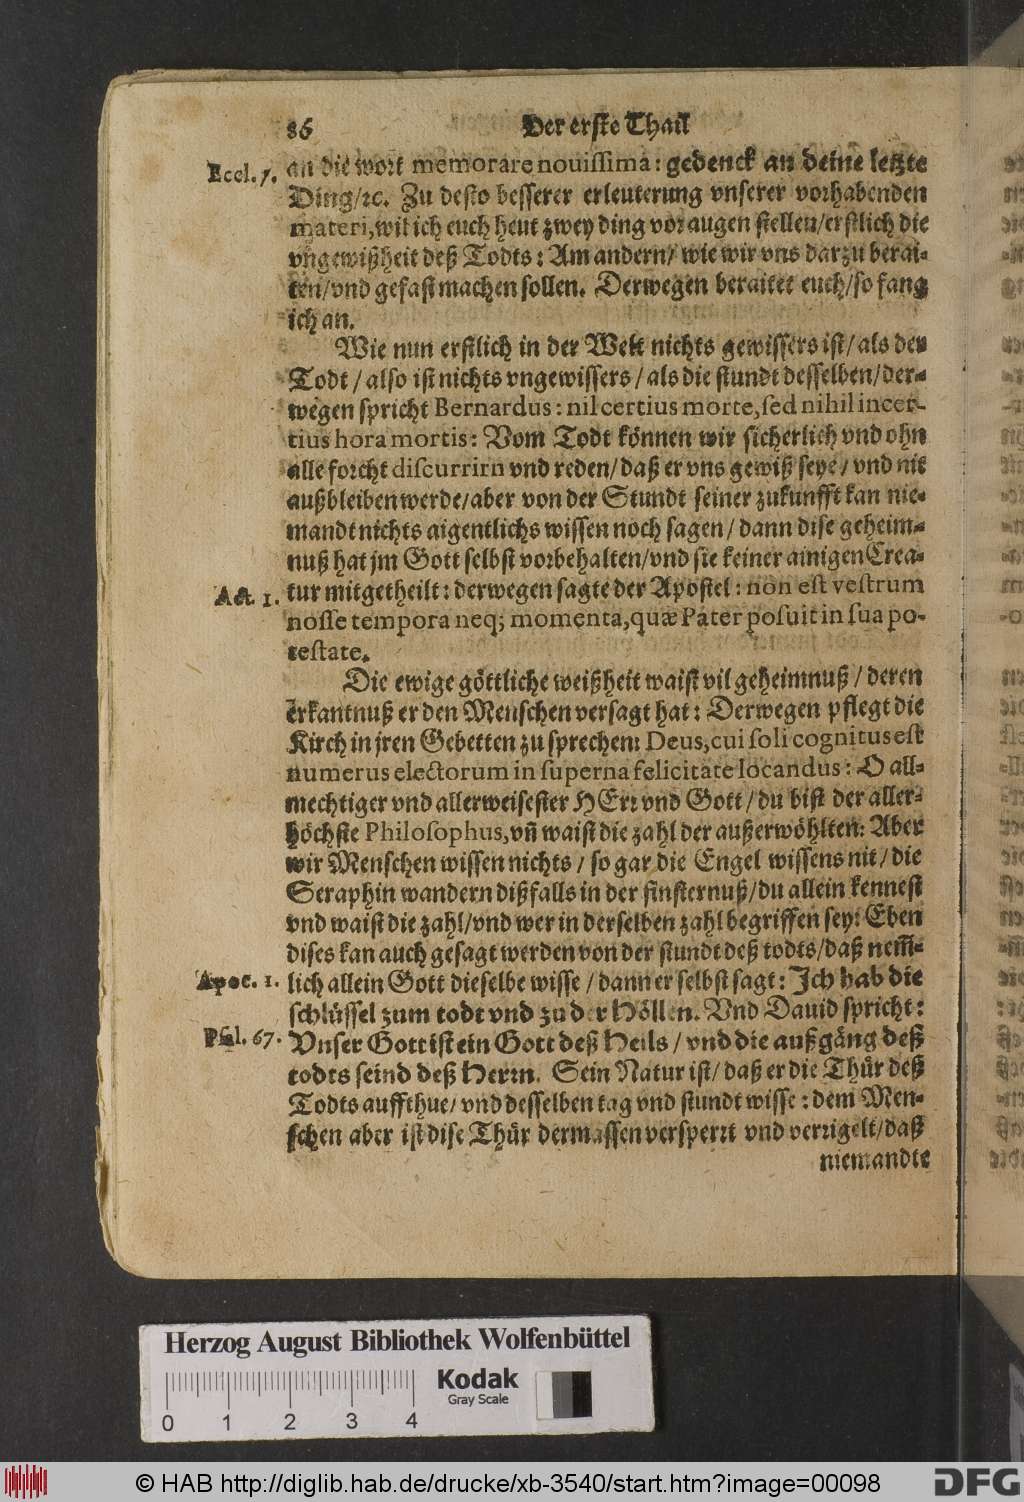 86 Der erste Thail
Eccl. 7. an die wort memorare nouissima: gedenck an deine letzte
Ding/ꝛc. Zu desto besserer erleuterung vnserer vorhabenden
materi, wil ich euch heut zwey ding vor augen stellen/erstlich die
vngewißheit deß Todts: Am andern/ wie wir vns darzu berai-
ten/vnd gefast machen sollen. Derwegen beraitet euch/so fang
ich an.
Wie nun erstlich in der Welt nichts gewissers ist/als der
Todt/also ist nichts vngewissers/als die stundt desselben/der-
wegen spricht Bernardus: nil certius morte, sed nihil incer-
tius hora mortis: Vom Todt können wir sicherlich vnd ohn
alle forcht discurrirn vnd reden/daß er vns gewiß seye/vnd nit
außbleiben werde/aber von der Stundt seiner zukunfft kan nie-
mandt nichts aigentlichs wissen noch sagen/dann dise geheim-
nuß hat jm Gott selbst vorbehalten/vnd sie keiner ainigen Crea-
Act. 1. tur mitgetheilt: derwegen sagte der Apostel: non est vestrum
nosse tempora neq; momenta, quæ Pater posuit in sua po-
testate.
Die ewige göttliche weißheit waist vil geheimnuß/deren
erkantnuß er den Menschen versagt hat: Derwegen pflegt die
Kirch in jren Gebetten zu sprechen: Deus, cui soli cognitus est
numerus electorum in superna felicitate locandus: O all-
mechtiger vnd allerweisester HErr vnd Gott/du bist der aller-
höchste Philosophus, vñ waist die zahl der außerwöhlten: Aber
wir Menschen wissen nichts/so gar die Engel wissens nit/die
Seraphin wandern dißfalls in der finsternuß/du allein kennest
vnd waist die zahl/vnd wer in derselben zahl begriffen sey: Eben
dises kan auch gesagt werden von der stundt deß todts/daß nem̃-
Apoc. 1. lich allein Gott dieselbe wisse/dann er selbst sagt: Ich hab die
schlüssel zum todt vnd zu der Höllen. Vnd Dauid spricht:
Psal. 67. Vnser Gott ist ein Gott deß Heils/vnd die außgäng deß
todts seind deß Herrn. Sein Natur ist/daß er die Thür deß
Todts auffthue/vnd desselben tag vnd stundt wisse: dem Men-
schen aber ist dise Thür dermassen versperrt vnd verrigelt/daß
niemandte
Herzog August Bibliothek Wolfenbüttel
Kodak
Gray Scale
0 1 2 3 4
© HAB http://diglib.hab.de/drucke/xb-3540/start.htm?image=00098
DFG